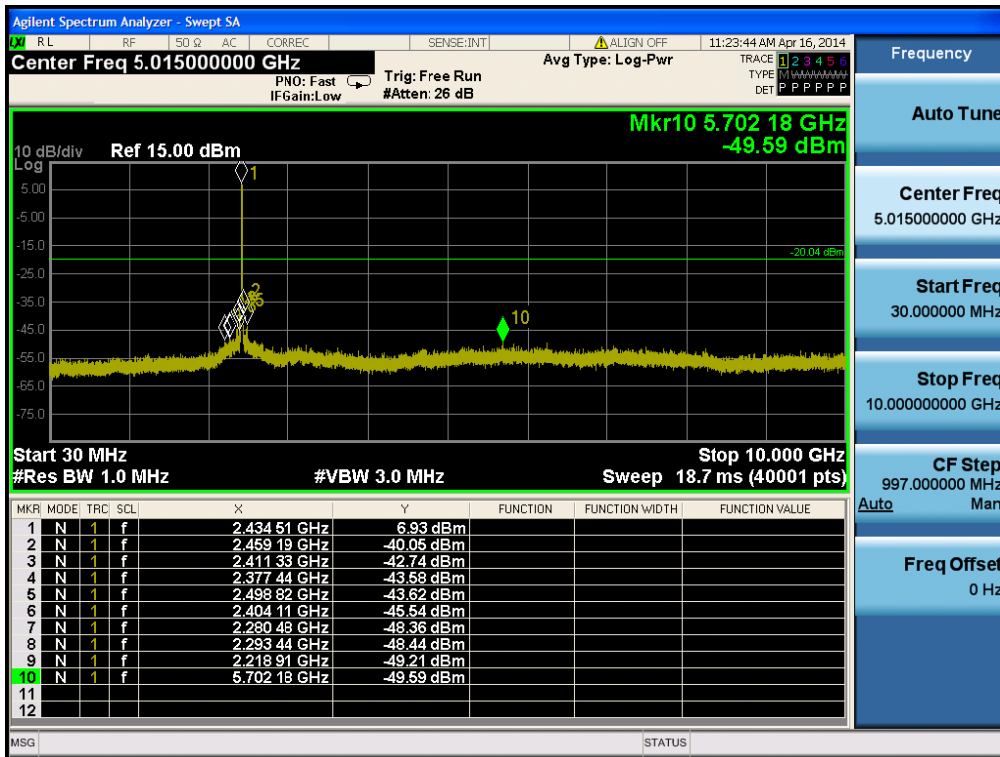 Agilent Spectrum Analyzer - Swept SA
LXI RL RF 50 Ω AC CORREC SENSE:INT ALIGN OFF 11:23:44 AM Apr 16, 2014
Center Freq 5.015000000 GHz
PNO: Fast
IFGain:Low
Trig: Free Run
#Atten: 26 dB
Avg Type: Log-Pwr
TRACE 1 2 3 4 5 6
TYPE M
DET P P P P P P
Mkr10 5.702 18 GHz
-49.59 dBm
10 dB/div Ref 15.00 dBm
Log
5.00
-5.00
-15.0
-25.0
-35.0
-45.0
-55.0
-65.0
-75.0
1
2
10
-20.04 dBm
Start 30 MHz Stop 10.000 GHz
#Res BW 1.0 MHz #VBW 3.0 MHz Sweep 18.7 ms (40001 pts)
MKR MODE TRC SCL X Y FUNCTION FUNCTION WIDTH FUNCTION VALUE
1 N 1 f 2.434 51 GHz 6.93 dBm
2 N 1 f 2.459 19 GHz -40.05 dBm
3 N 1 f 2.411 33 GHz -42.74 dBm
4 N 1 f 2.377 44 GHz -43.58 dBm
5 N 1 f 2.498 82 GHz -43.62 dBm
6 N 1 f 2.404 11 GHz -45.54 dBm
7 N 1 f 2.280 48 GHz -48.36 dBm
8 N 1 f 2.293 44 GHz -48.44 dBm
9 N 1 f 2.218 91 GHz -49.21 dBm
10 N 1 f 5.702 18 GHz -49.59 dBm
11
12
MSG STATUS
Frequency
Auto Tune
Center Freq
5.015000000 GHz
Start Freq
30.000000 MHz
Stop Freq
10.000000000 GHz
CF Step
997.000000 MHz
Auto Man
Freq Offset
0 Hz